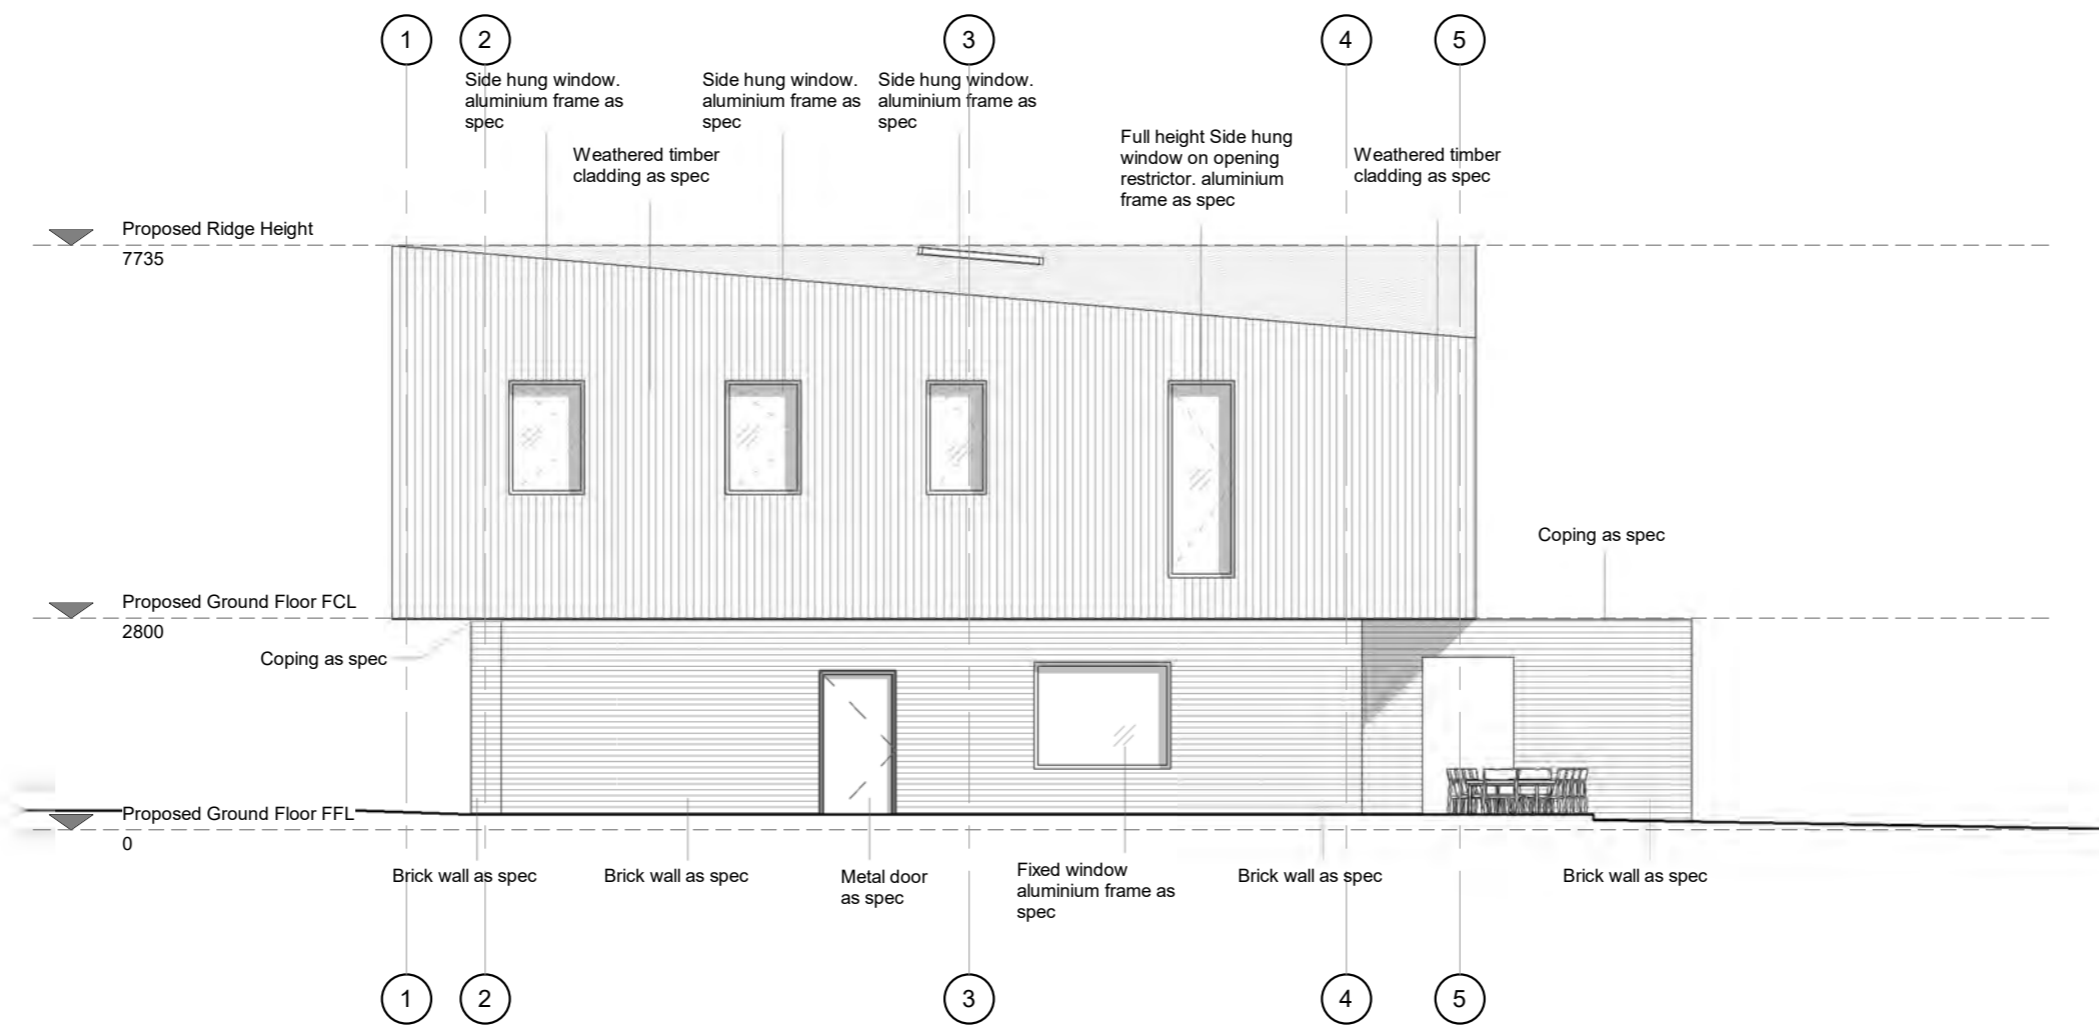 1
2
3
4
5
Side hung window.
aluminium frame as
spec
Side hung window.
aluminium frame as
spec
Side hung window.
aluminium frame as
spec
Full height Side hung
window on opening
restrictor. aluminium
frame as spec
Weathered timber
cladding as spec
Weathered timber
cladding as spec
Proposed Ridge Height
7735
Coping as spec
Proposed Ground Floor FCL
2800
Coping as spec
Proposed Ground Floor FFL
0
Brick wall as spec
Brick wall as spec
Metal door
as spec
Fixed window
aluminium frame as
spec
Brick wall as spec
Brick wall as spec
1
2
3
4
5